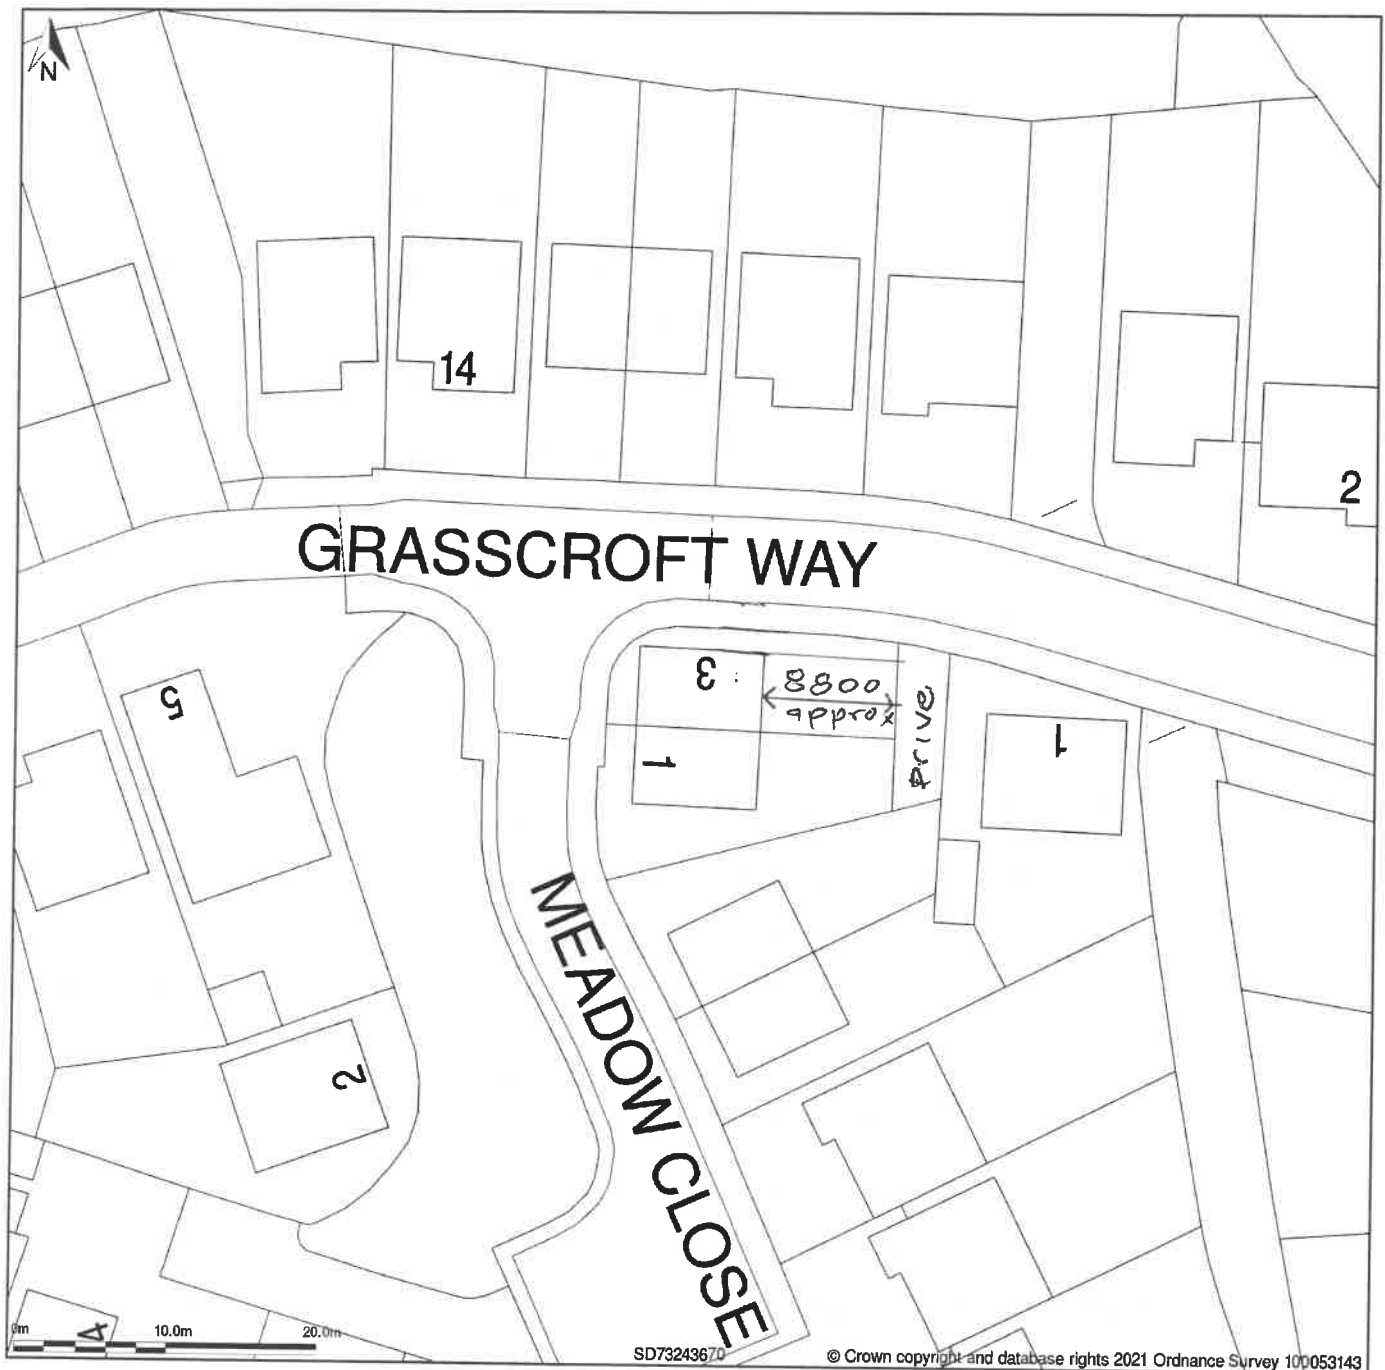 N
14
2
GRASSCROFT WAY
5
3
8800
approx
Drive
1
1
MEADOW CLOSE
2
4
0m 10.0m 20.0m
SD73243670
© Crown copyright and database rights 2021 Ordnance Survey 100053143